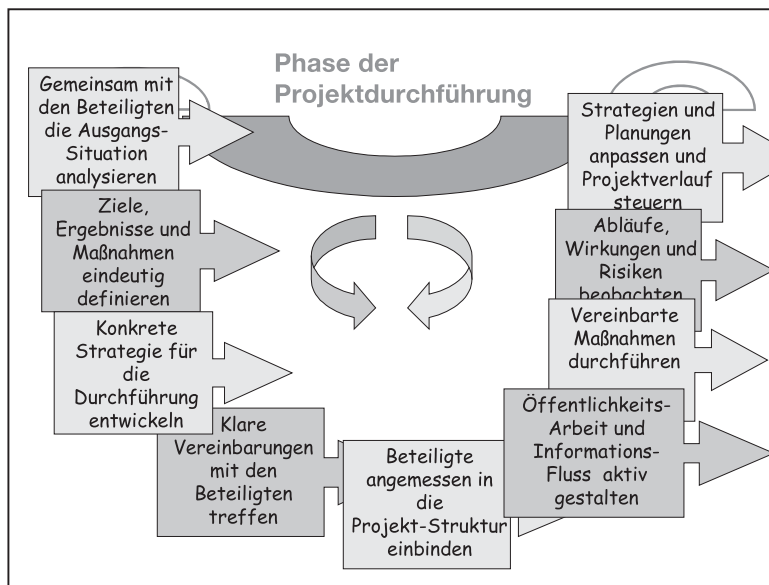 Phase der
Projektdurchführung
Gemeinsam mit
den Beteiligten
die Ausgangs-
Situation
analysieren
Ziele,
Ergebnisse und
Maßnahmen
eindeutig
definieren
Konkrete
Strategie für
die
Durchführung
entwickeln
Klare
Vereinbarungen
mit den
Beteiligten
treffen
Beteiligte
angemessen in
die
Projekt-Struktur
einbinden
Öffentlichkeits-
Arbeit und
Informations-
Fluss aktiv
gestalten
Vereinbarte
Maßnahmen
durchführen
Abläufe,
Wirkungen und
Risiken
beobachten
Strategien und
Planungen
anpassen und
Projektverlauf
steuern